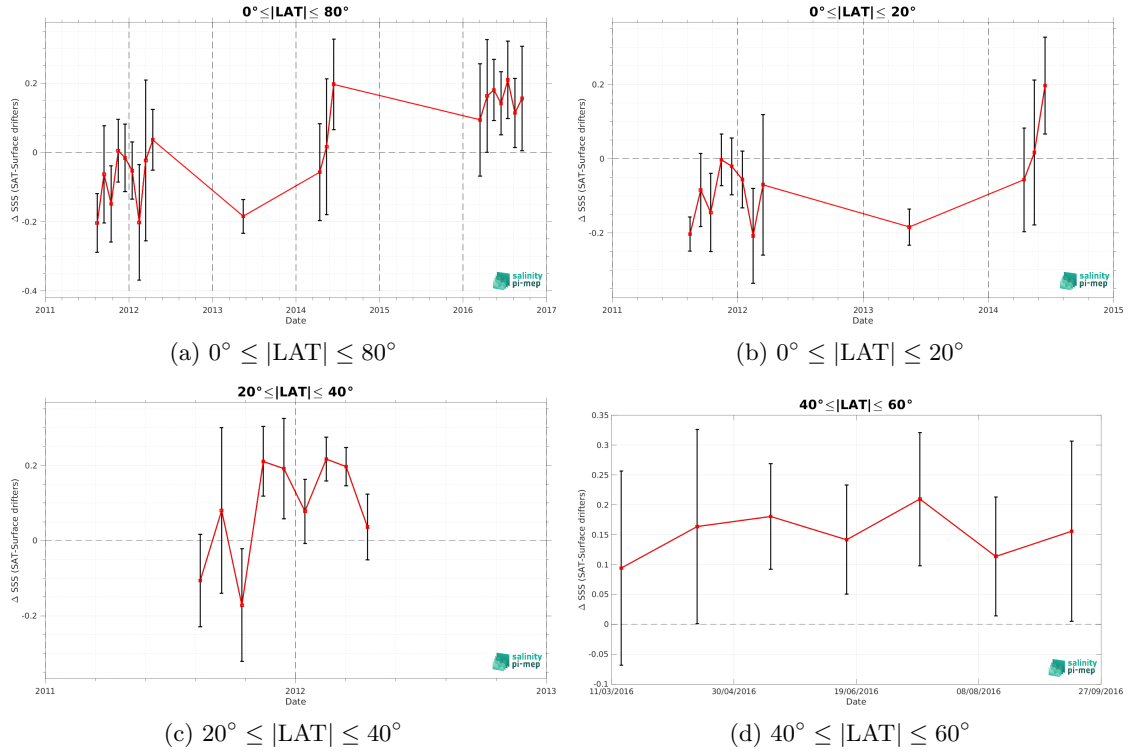 0°≤|LAT|≤ 80°
Δ SSS (SAT-Surface drifters)
0.2
0
-0.2
-0.4
2011 2012 2013 2014 2015 2016 2017
Date
salinity
pi-mep
(a) 0° ≤ |LAT| ≤ 80°
0°≤|LAT|≤ 20°
Δ SSS (SAT-Surface drifters)
0.2
0
-0.2
2011 2012 2013 2014 2015
Date
salinity
pi-mep
(b) 0° ≤ |LAT| ≤ 20°
20°≤|LAT|≤ 40°
Δ SSS (SAT-Surface drifters)
0.2
0
-0.2
2011 2012 2013
Date
salinity
pi-mep
(c) 20° ≤ |LAT| ≤ 40°
40°≤|LAT|≤ 60°
Δ SSS (SAT-Surface drifters)
0.35
0.3
0.25
0.2
0.15
0.1
0.05
0
-0.05
-0.1
11/03/2016 30/04/2016 19/06/2016 08/08/2016 27/09/2016
Date
salinity
pi-mep
(d) 40° ≤ |LAT| ≤ 60°